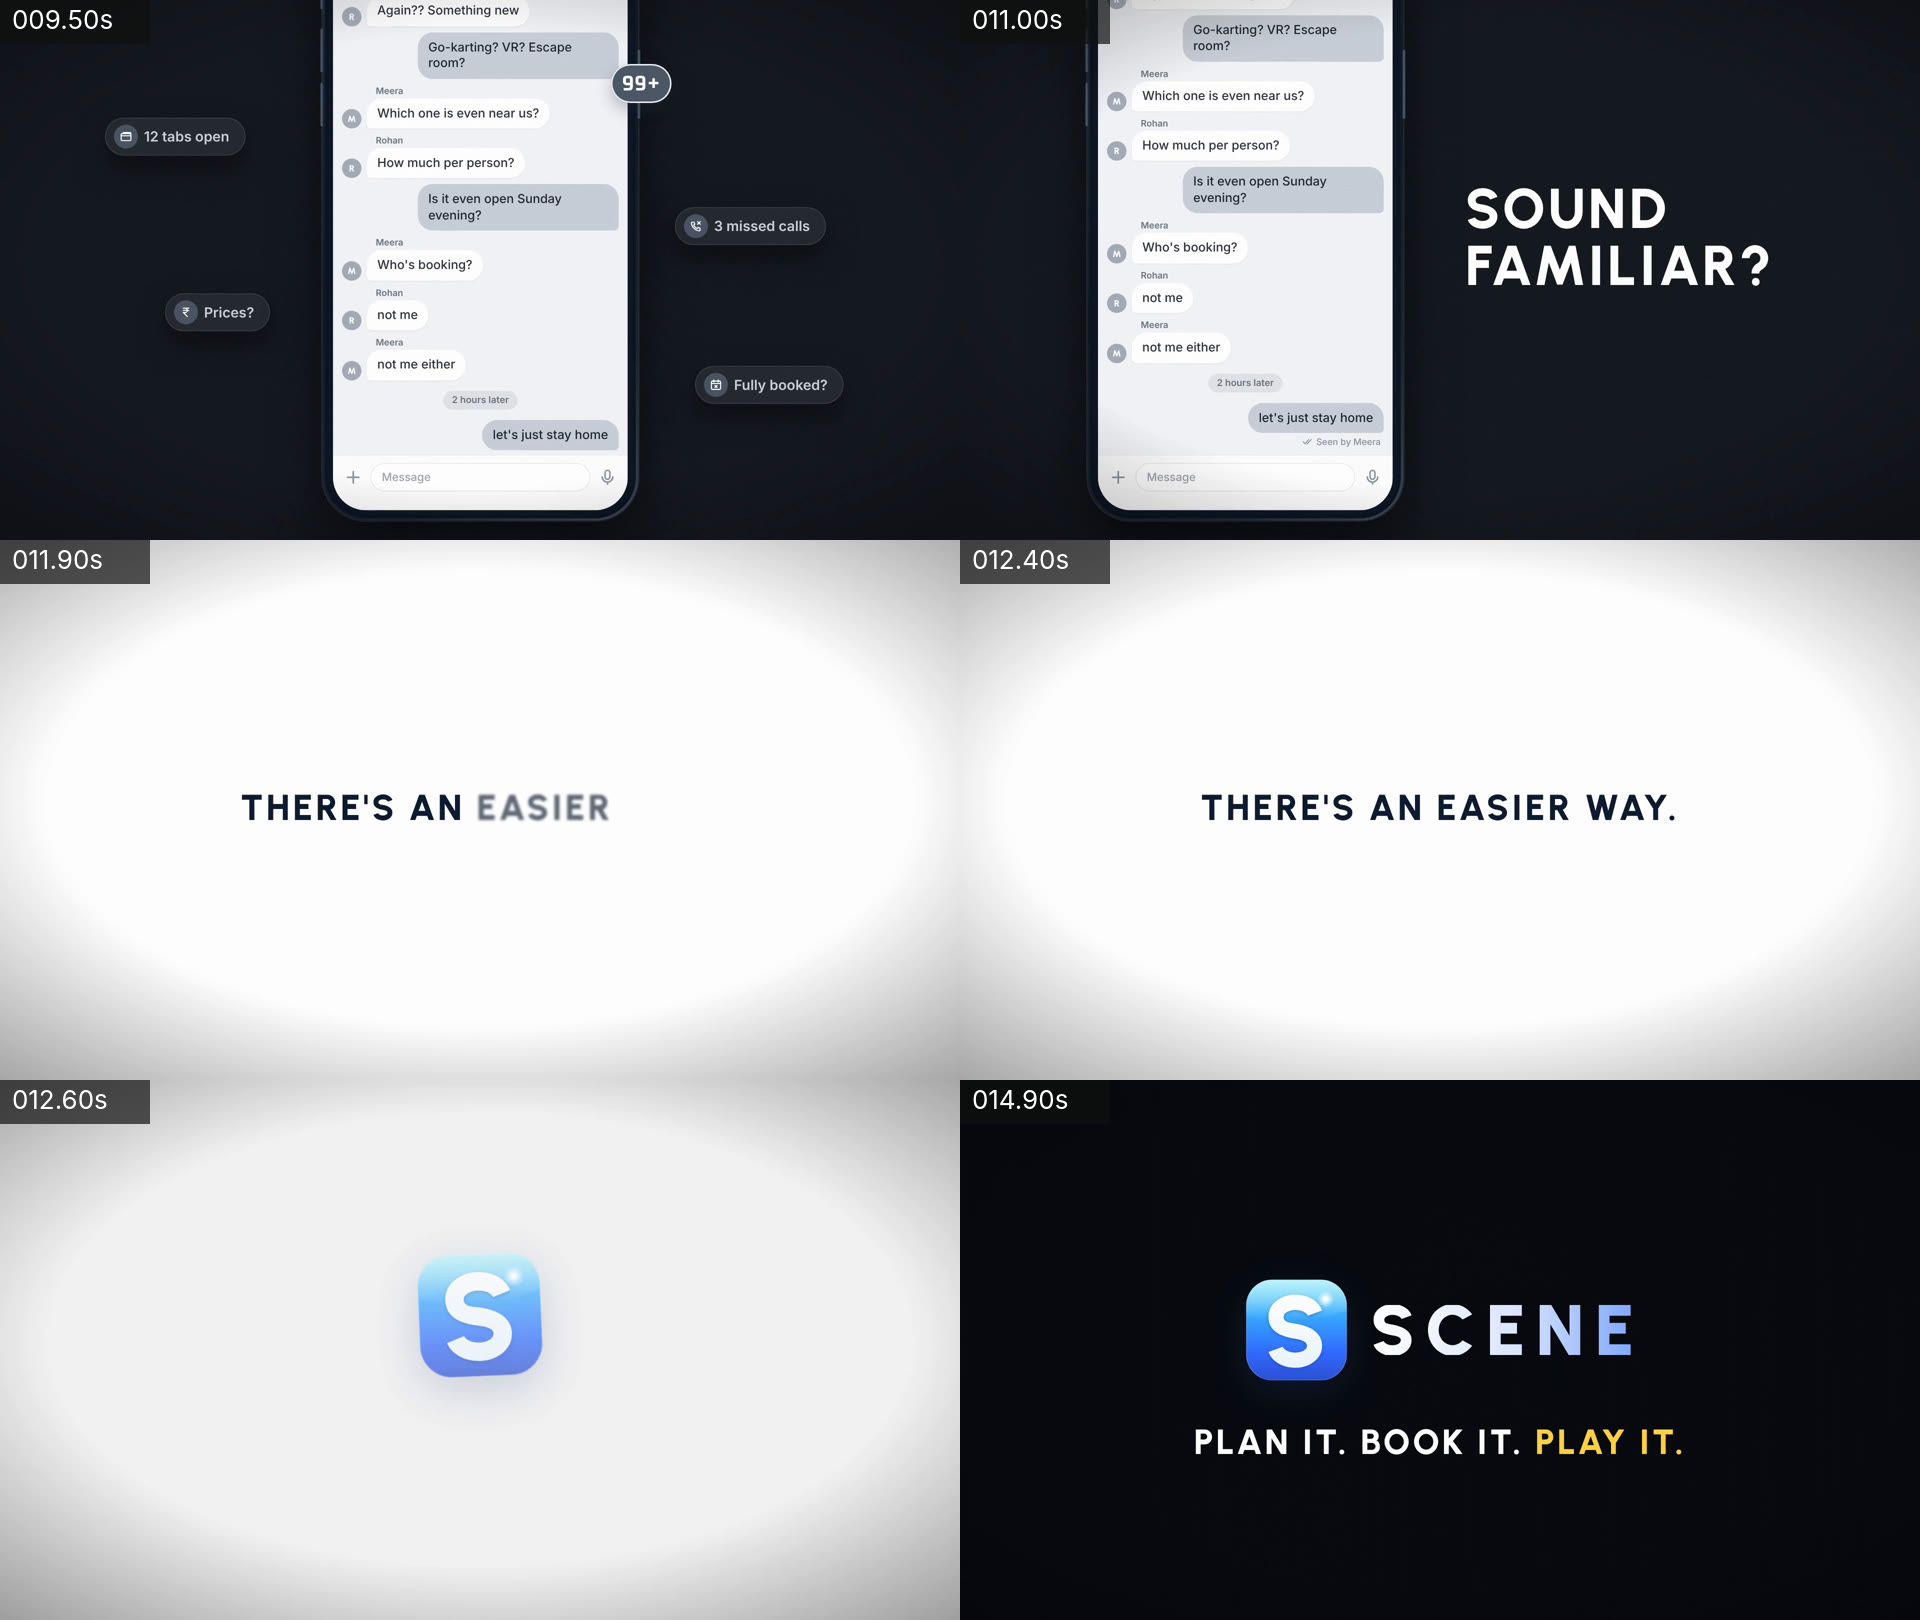 009.50s
R
Again?? Something new
Go-karting? VR? Escape
room?
99+
Meera
M
Which one is even near us?
12 tabs open
Rohan
R
How much per person?
Is it even open Sunday
evening?
3 missed calls
Meera
M
Who's booking?
Rohan
R
not me
₹
Prices?
Meera
M
not me either
Fully booked?
2 hours later
let's just stay home
Message
011.00s
Go-karting? VR? Escape
room?
Meera
M
Which one is even near us?
Rohan
R
How much per person?
Is it even open Sunday
evening?
Meera
M
Who's booking?
Rohan
R
not me
Meera
M
not me either
2 hours later
let's just stay home
Seen by Meera
Message
SOUND
FAMILIAR?
011.90s
THERE'S AN EASIER
012.40s
THERE'S AN EASIER WAY.
012.60s
S
014.90s
S SCENE
PLAN IT. BOOK IT. PLAY IT.